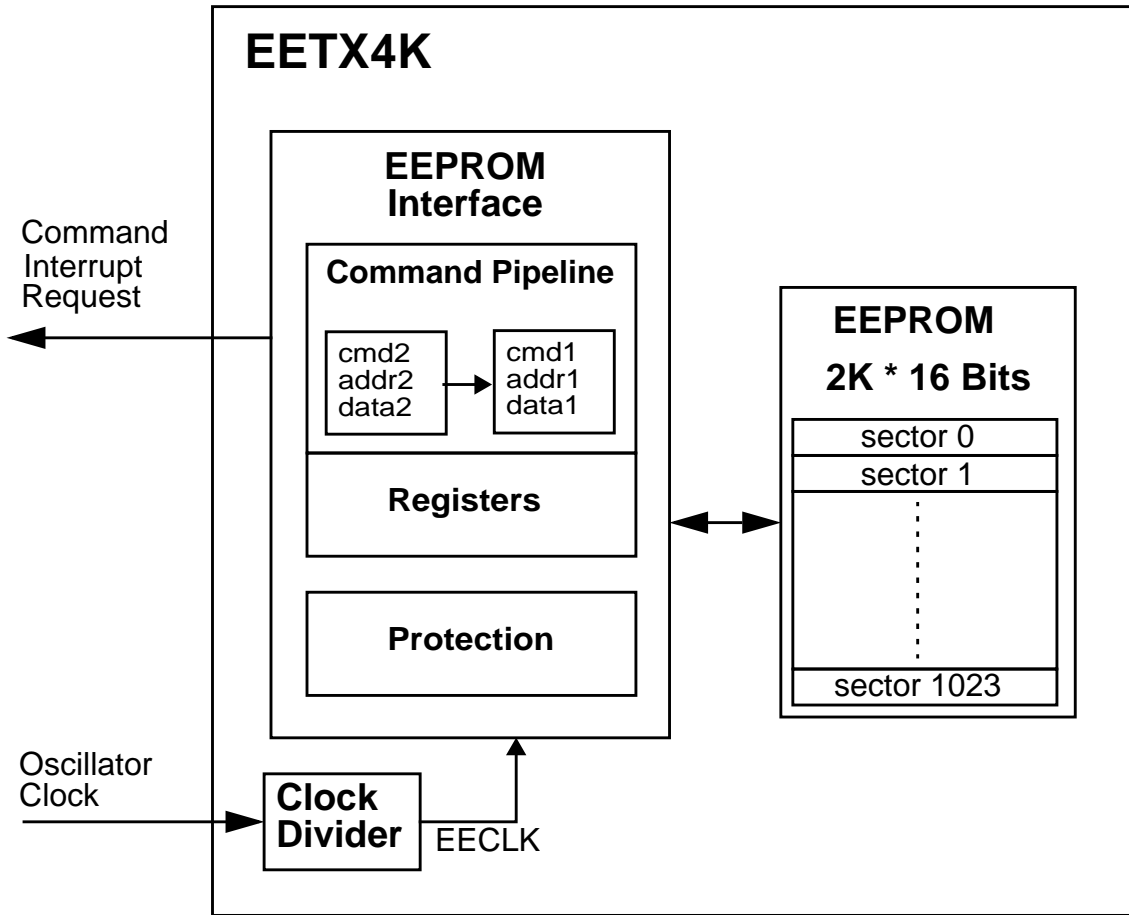 EETX4K
EEPROM
Interface
Command
Interrupt
Request
Command Pipeline
cmd2
addr2
data2
cmd1
addr1
data1
Registers
Protection
EEPROM
2K * 16 Bits
sector 0
sector 1
sector 1023
Oscillator
Clock
Clock
Divider
EECLK